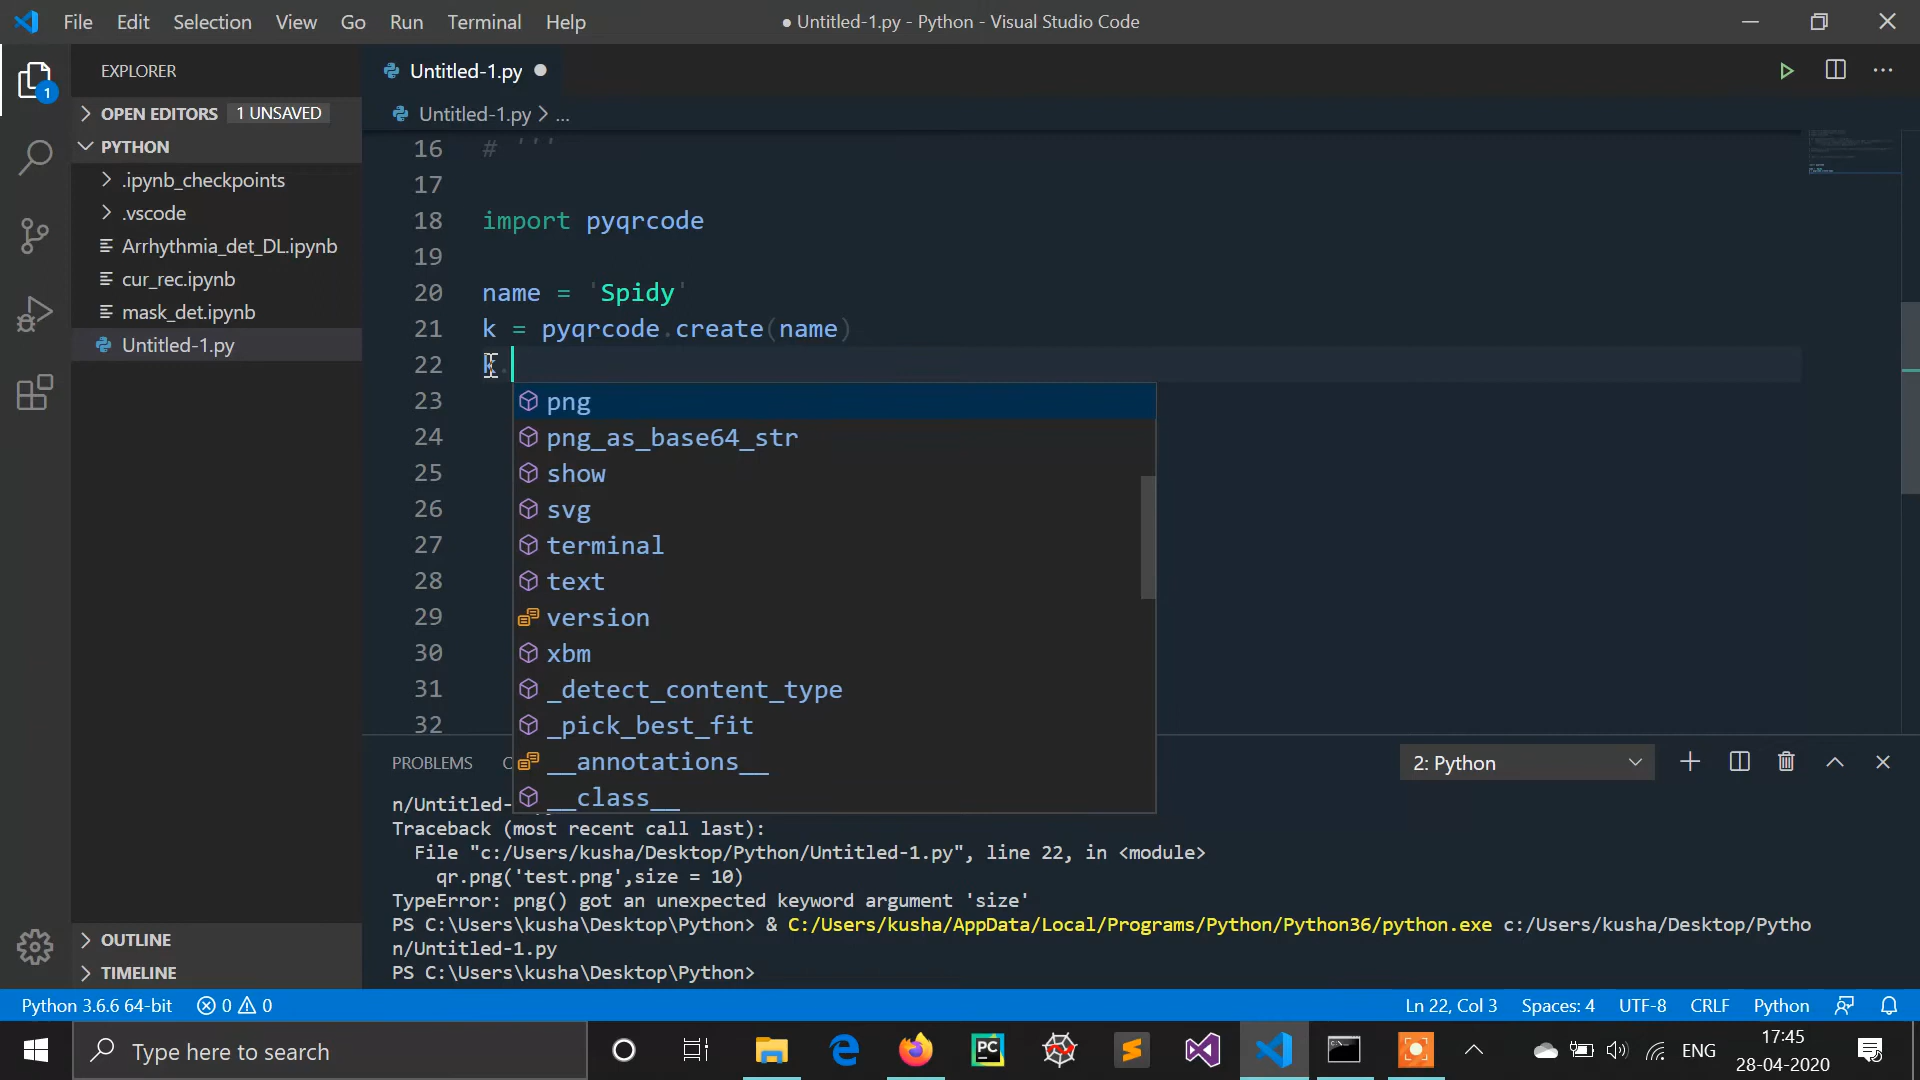 File Edit Selection View Go Run Terminal Help
● Untitled-1.py - Python - Visual Studio Code
EXPLORER
Untitled-1.py
OPEN EDITORS 1 UNSAVED
Untitled-1.py > ...
PYTHON
.ipynb_checkpoints
.vscode
Arrhythmia_det_DL.ipynb
cur_rec.ipynb
mask_det.ipynb
Untitled-1.py
1
16 # '''
17
18 import pyqrcode
19
20 name = 'Spidy'
21 k = pyqrcode.create(name)
22 k.
23
24
25
26
27
28
29
30
31
32
png
png_as_base64_str
show
svg
terminal
text
version
xbm
_detect_content_type
_pick_best_fit
__annotations__
__class__
PROBLEMS
2: Python
n/Untitled-
Traceback (most recent call last):
File "c:/Users/kusha/Desktop/Python/Untitled-1.py", line 22, in <module>
qr.png('test.png',size = 10)
TypeError: png() got an unexpected keyword argument 'size'
PS C:\Users\kusha\Desktop\Python> & C:/Users/kusha/AppData/Local/Programs/Python/Python36/python.exe c:/Users/kusha/Desktop/Pytho
n/Untitled-1.py
PS C:\Users\kusha\Desktop\Python>
OUTLINE
TIMELINE
Python 3.6.6 64-bit 0 0
Ln 22, Col 3 Spaces: 4 UTF-8 CRLF Python
Type here to search
PC
ENG
17:45
28-04-2020